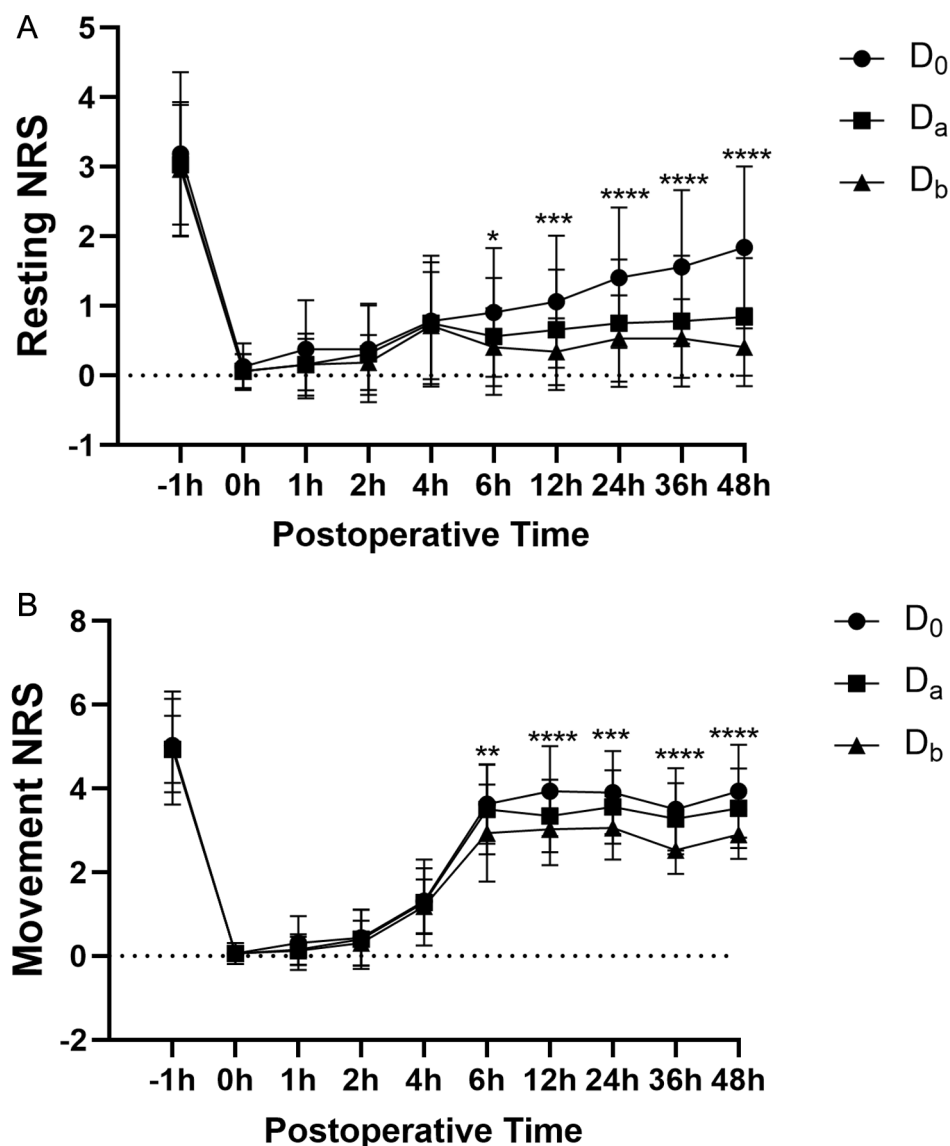 A
Resting NRS
5
4
3
2
1
0
-1
* *** **** **** ****
-1h 0h 1h 2h 4h 6h 12h 24h 36h 48h
Postoperative Time
D₀
Dₐ
D_b
B
Movement NRS
8
6
4
2
0
-2
** **** *** **** ****
-1h 0h 1h 2h 4h 6h 12h 24h 36h 48h
Postoperative Time
D₀
Dₐ
D_b